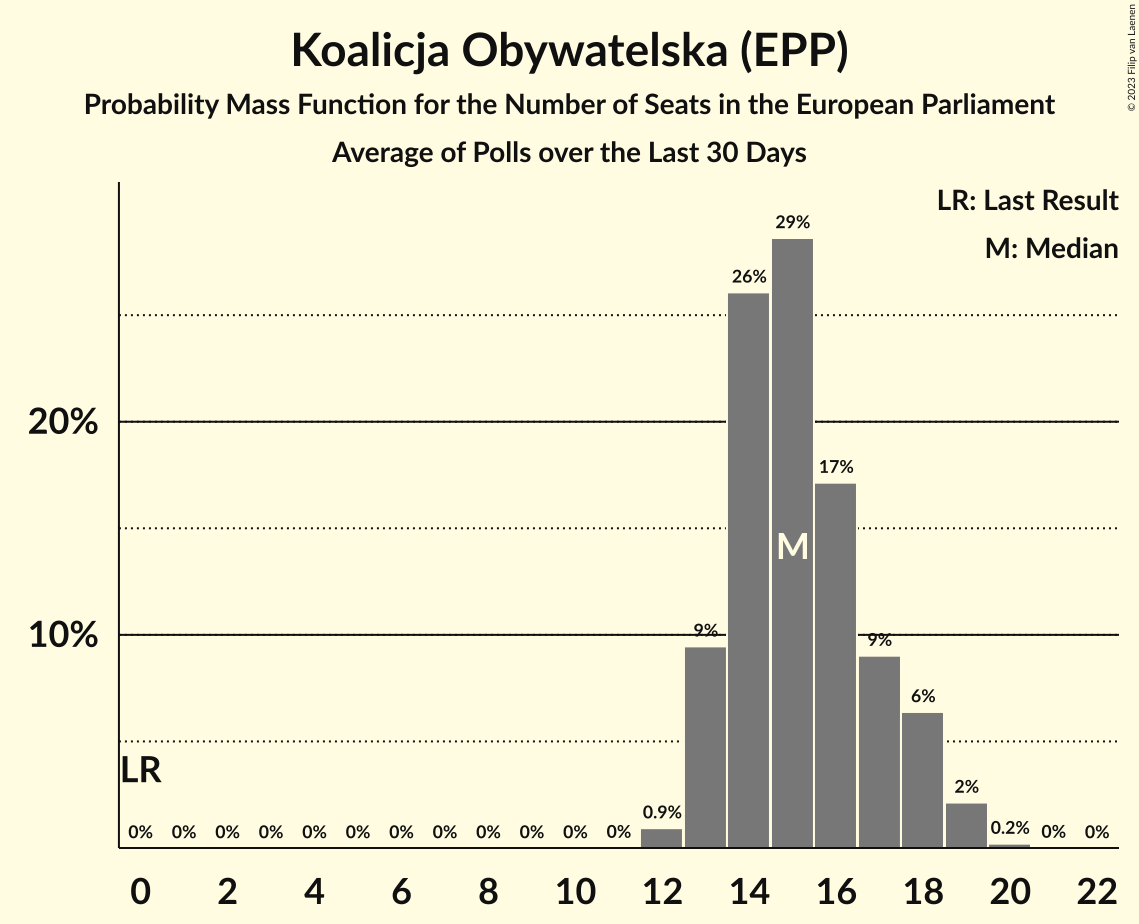 Koalicja Obywatelska (EPP)
Probability Mass Function for the Number of Seats in the European Parliament
Average of Polls over the Last 30 Days
© 2023 Filip van Laenen
LR: Last Result
M: Median
29%
26%
20%
17%
M
10%
9%
9%
6%
LR
2%
0% 0% 0% 0% 0% 0% 0% 0% 0% 0% 0% 0% 0.9% 0.2% 0% 0%
0 2 4 6 8 10 12 14 16 18 20 22